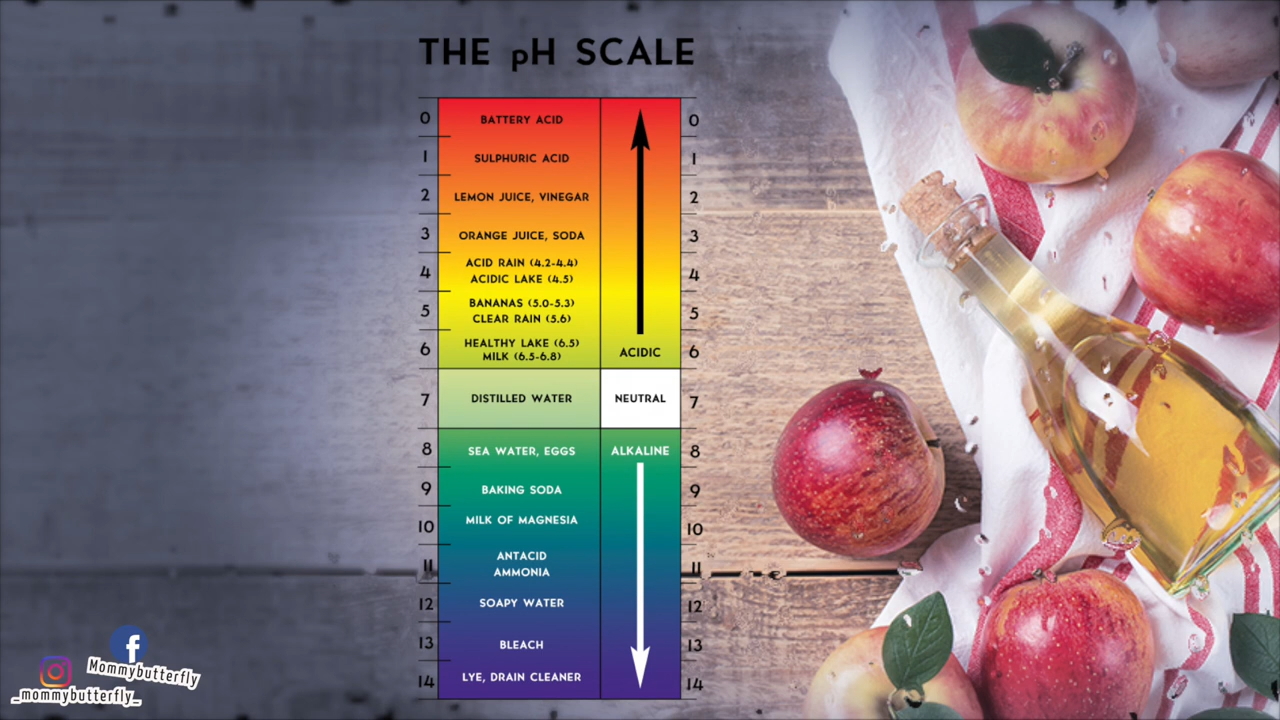 THE pH SCALE
0 BATTERY ACID 0
1 SULPHURIC ACID 1
2 LEMON JUICE, VINEGAR 2
3 ORANGE JUICE, SODA 3
4 ACID RAIN (4.2-4.4) 4
ACIDIC LAKE (4.5)
5 BANANAS (5.0-5.3) 5
CLEAR RAIN (5.6)
6 HEALTHY LAKE (6.5) ACIDIC 6
MILK (6.5-6.8)
7 DISTILLED WATER NEUTRAL 7
8 SEA WATER, EGGS ALKALINE 8
9 BAKING SODA 9
10 MILK OF MAGNESIA 10
11 ANTACID 11
AMMONIA
12 SOAPY WATER 12
13 BLEACH 13
14 LYE, DRAIN CLEANER 14
f
Mommybutterfly
_mommybutterfly_